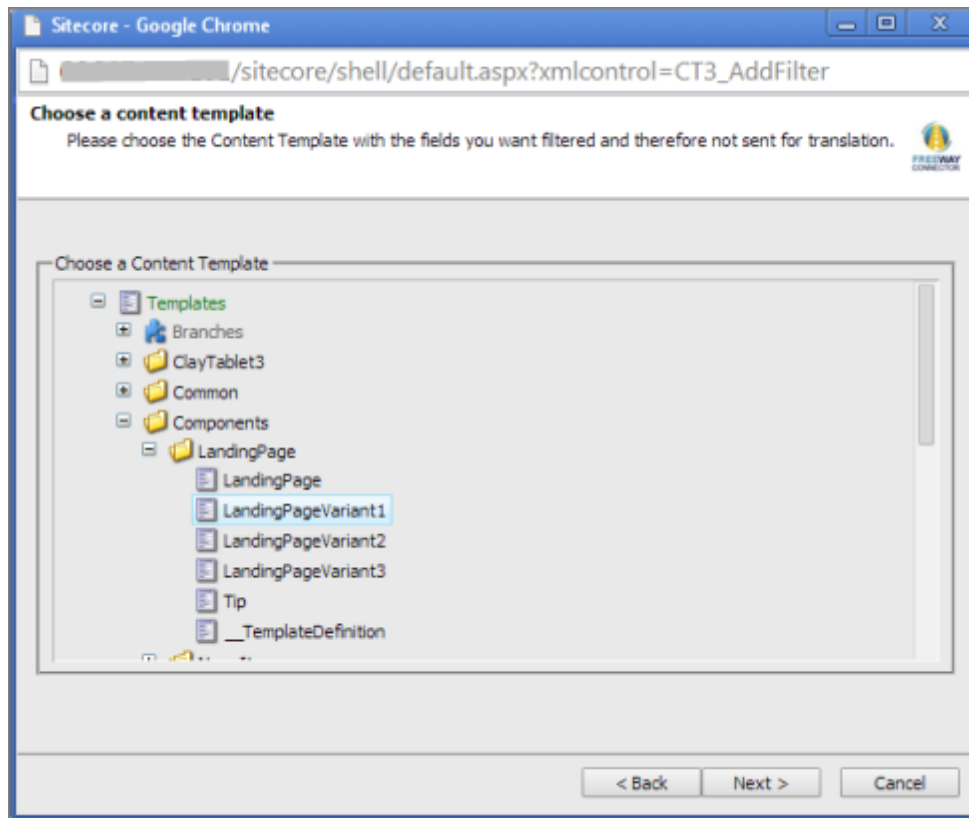 Sitecore - Google Chrome
/sitecore/shell/default.aspx?xmlcontrol=CT3_AddFilter
Choose a content template
Please choose the Content Template with the fields you want filtered and therefore not sent for translation.
FREEWAY
CONNECTOR
Choose a Content Template
Templates
Branches
ClayTablet3
Common
Components
LandingPage
LandingPage
LandingPageVariant1
LandingPageVariant2
LandingPageVariant3
Tip
__TemplateDefinition
< Back
Next >
Cancel